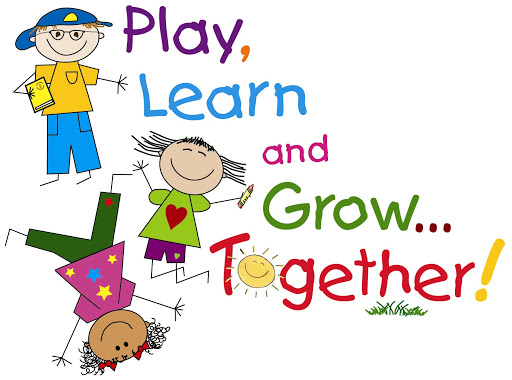 Play,
Learn
and
Grow...
Together!